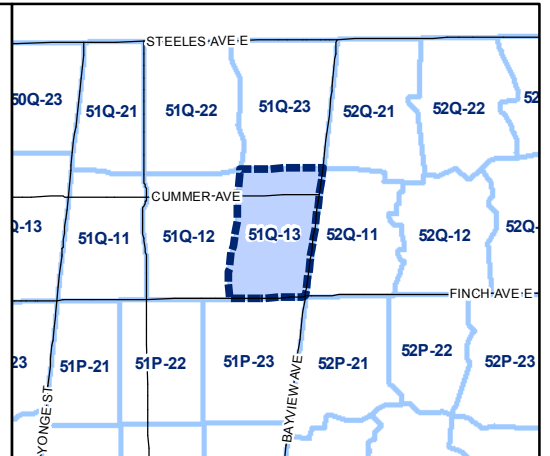 STEELES AVE E
50Q-23
51Q-21
51Q-22
51Q-23
52Q-21
52Q-22
52
CUMMER AVE
Q-13
51Q-11
51Q-12
51Q-13
52Q-11
52Q-12
52Q-
FINCH AVE E
23
51P-21
51P-22
51P-23
52P-21
52P-22
52P-23
YONGE ST
BAYVIEW AVE